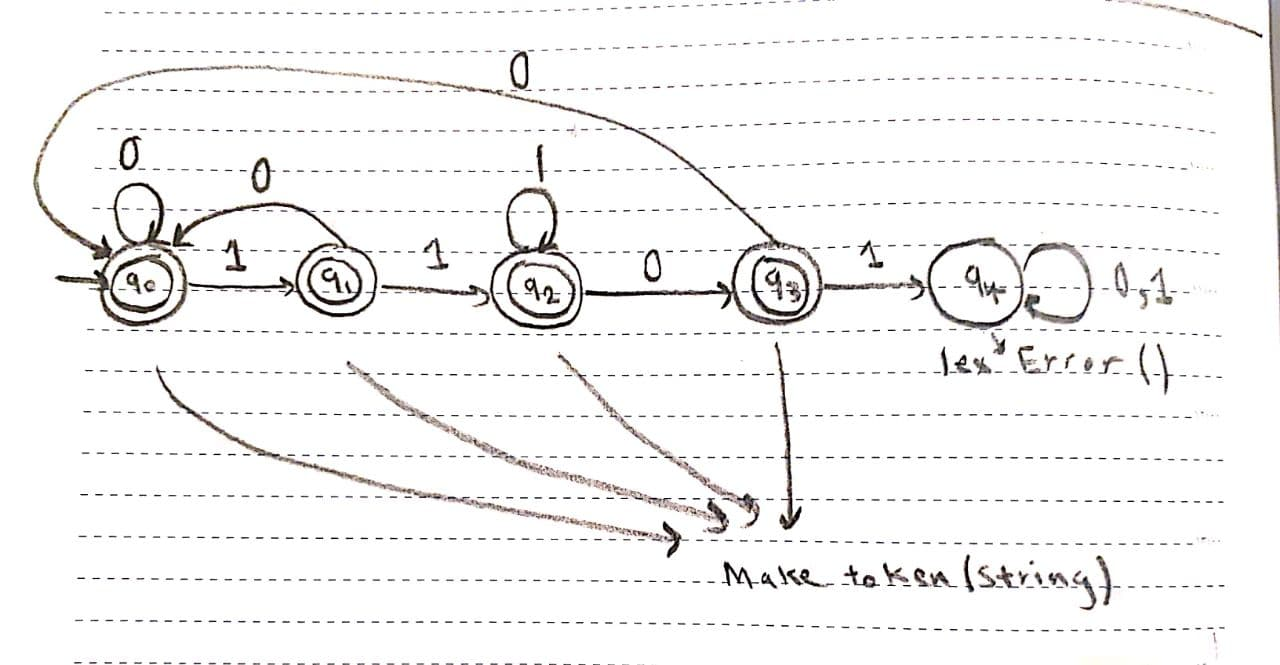 0
0 0 1
1 1 0 1
q0 q1 q2 q3 q4 0,1
lex Error()
Make token (string)